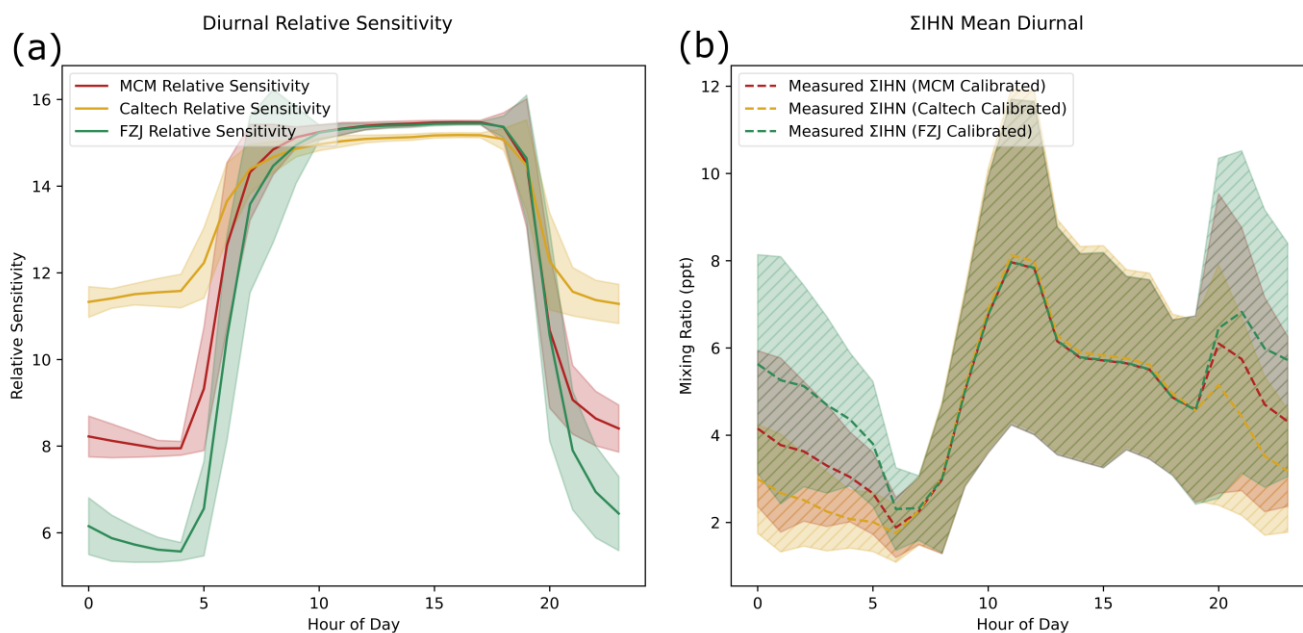 Diurnal Relative Sensitivity
(a)
MCM Relative Sensitivity
Caltech Relative Sensitivity
FZJ Relative Sensitivity
Relative Sensitivity
16
14
12
10
8
6
0
5
10
15
20
Hour of Day
ΣIHN Mean Diurnal
(b)
Measured ΣIHN (MCM Calibrated)
Measured ΣIHN (Caltech Calibrated)
Measured ΣIHN (FZJ Calibrated)
Mixing Ratio (ppt)
12
10
8
6
4
2
0
5
10
15
20
Hour of Day